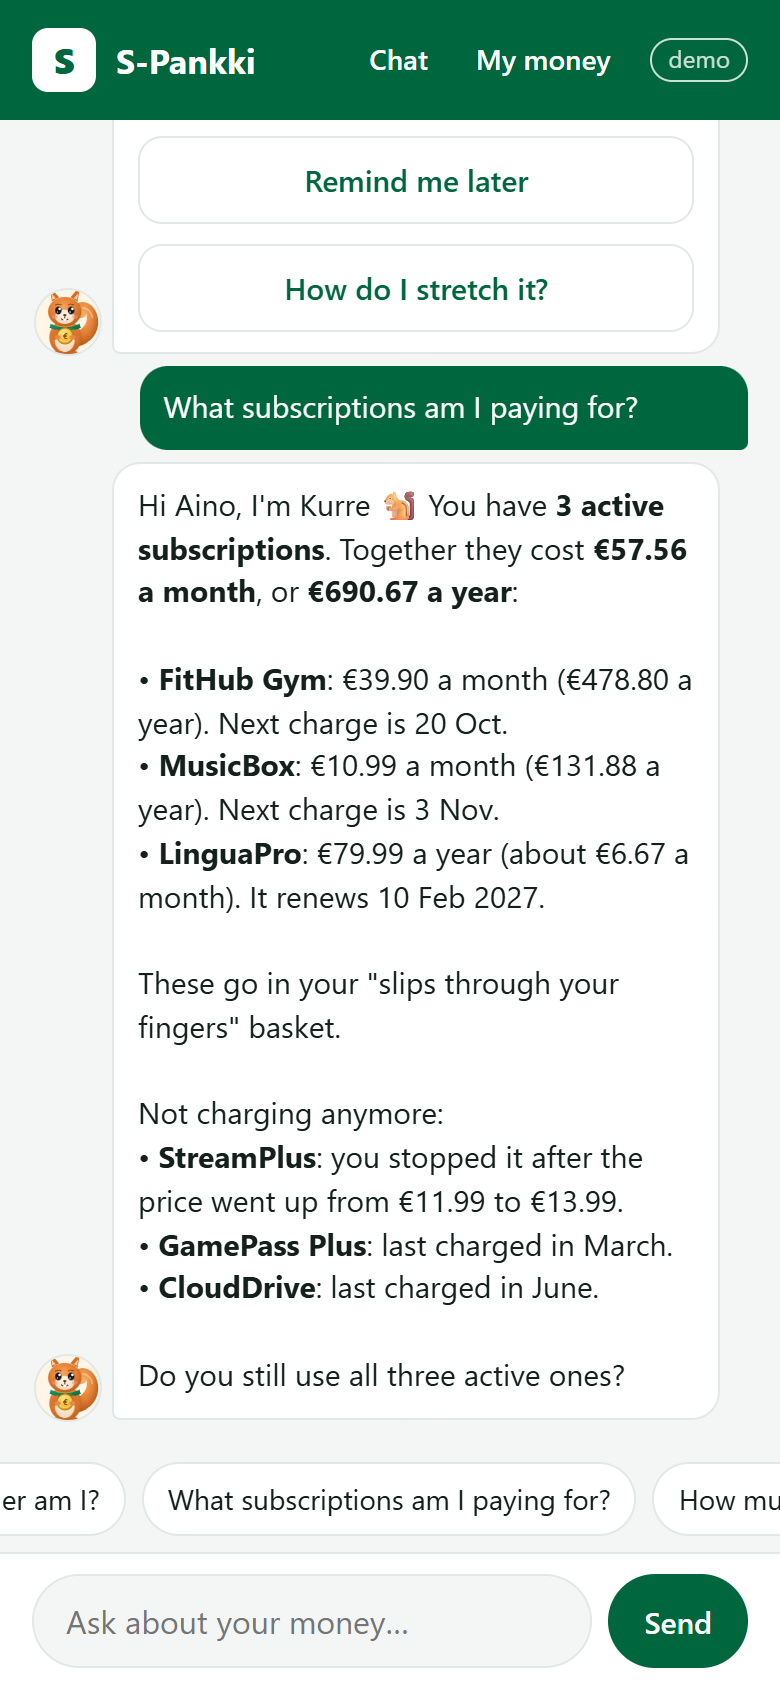 S S-Pankki Chat My money demo
Remind me later
How do I stretch it?
What subscriptions am I paying for?
Hi Aino, I'm Kurre 🐿️ You have 3 active
subscriptions. Together they cost €57.56
a month, or €690.67 a year:
• FitHub Gym: €39.90 a month (€478.80 a
year). Next charge is 20 Oct.
• MusicBox: €10.99 a month (€131.88 a
year). Next charge is 3 Nov.
• LinguaPro: €79.99 a year (about €6.67 a
month). It renews 10 Feb 2027.
These go in your "slips through your
fingers" basket.
Not charging anymore:
• StreamPlus: you stopped it after the
price went up from €11.99 to €13.99.
• GamePass Plus: last charged in March.
• CloudDrive: last charged in June.
Do you still use all three active ones?
er am I? What subscriptions am I paying for? How mu
Ask about your money... Send